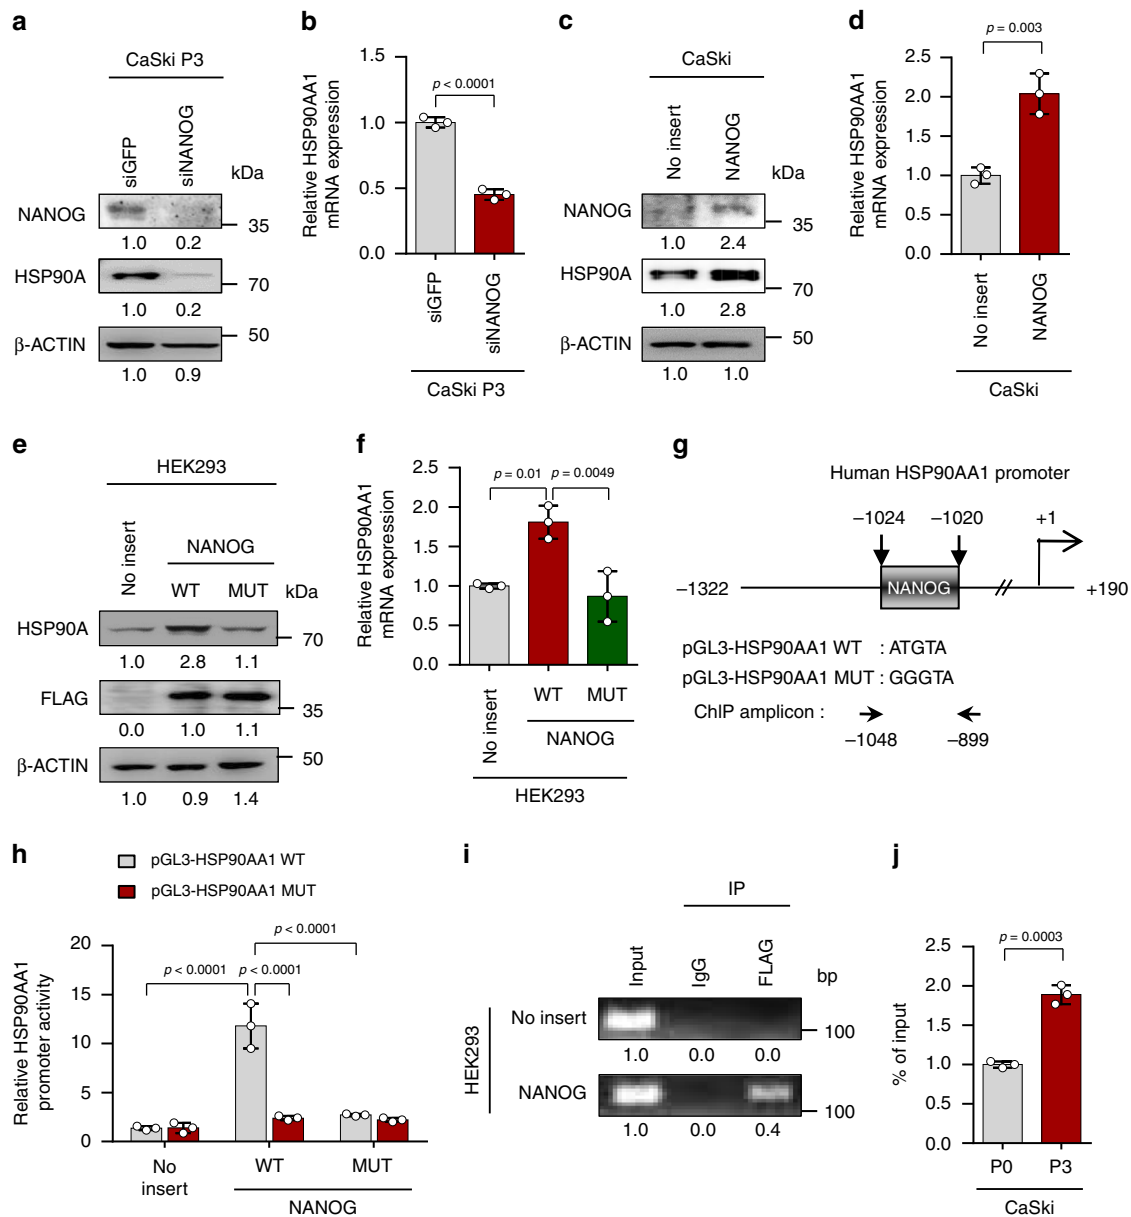 a
CaSki P3
siGFP
siNANOG
kDa
NANOG
35
1.0 0.2
HSP90A
70
1.0 0.2
β-ACTIN
50
1.0 0.9
b
Relative HSP90AA1
mRNA expression
1.5
1.0
0.5
0.0
p < 0.0001
siGFP
siNANOG
CaSki P3
c
CaSki
No insert
NANOG
kDa
NANOG
35
1.0 2.4
HSP90A
70
1.0 2.8
β-ACTIN
50
1.0 1.0
d
Relative HSP90AA1
mRNA expression
2.5
2.0
1.5
1.0
0.5
0.0
p = 0.003
No insert
NANOG
CaSki
e
HEK293
No insert
NANOG
WT MUT
kDa
HSP90A
70
1.0 2.8 1.1
FLAG
35
0.0 1.0 1.1
β-ACTIN
50
1.0 0.9 1.4
f
Relative HSP90AA1
mRNA expression
2.5
2.0
1.5
1.0
0.5
0.0
p = 0.01
p = 0.0049
No insert
WT MUT
NANOG
HEK293
g
Human HSP90AA1 promoter
−1024 −1020 +1
−1322 NANOG +190
pGL3-HSP90AA1 WT : ATGTA
pGL3-HSP90AA1 MUT : GGGTA
ChIP amplicon :
−1048 −899
h
pGL3-HSP90AA1 WT
pGL3-HSP90AA1 MUT
Relative HSP90AA1
promoter activity
20
15
10
5
0
p < 0.0001
p < 0.0001
p < 0.0001
No
insert
WT MUT
NANOG
i
IP
Input
IgG
FLAG
bp
HEK293
No insert
100
1.0 0.0 0.0
NANOG
100
1.0 0.0 0.4
j
% of input
2.5
2.0
1.5
1.0
0.5
0.0
p = 0.0003
P0 P3
CaSki